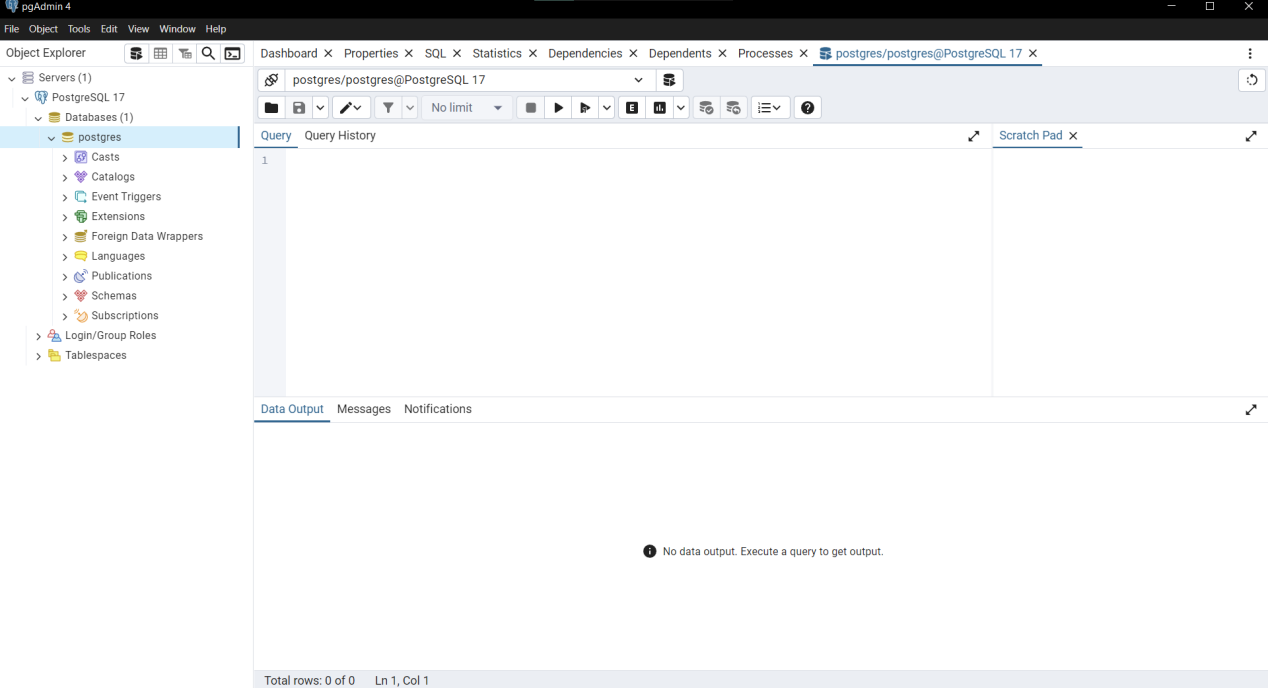 pgAdmin 4
File Object Tools Edit View Window Help
Object Explorer
Servers (1)
PostgreSQL 17
Databases (1)
postgres
Casts
Catalogs
Event Triggers
Extensions
Foreign Data Wrappers
Languages
Publications
Schemas
Subscriptions
Login/Group Roles
Tablespaces
Dashboard Properties SQL Statistics Dependencies Dependents Processes postgres/postgres@PostgreSQL 17
postgres/postgres@PostgreSQL 17
No limit
E
Query Query History
Scratch Pad
1
Data Output Messages Notifications
No data output. Execute a query to get output.
Total rows: 0 of 0 Ln 1, Col 1